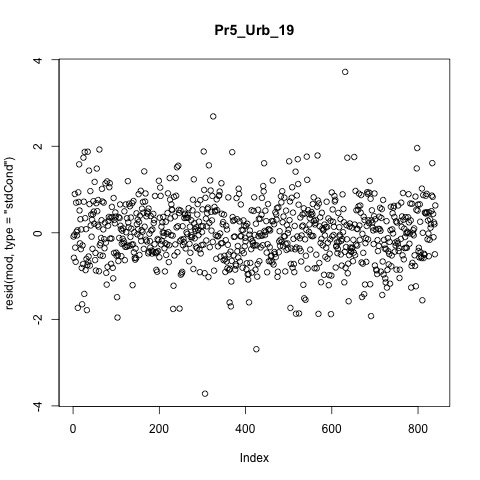 Pr5_Urb_19
resid(mod, type = "stdCond")
4
2
0
-2
-4
0 200 400 600 800
Index